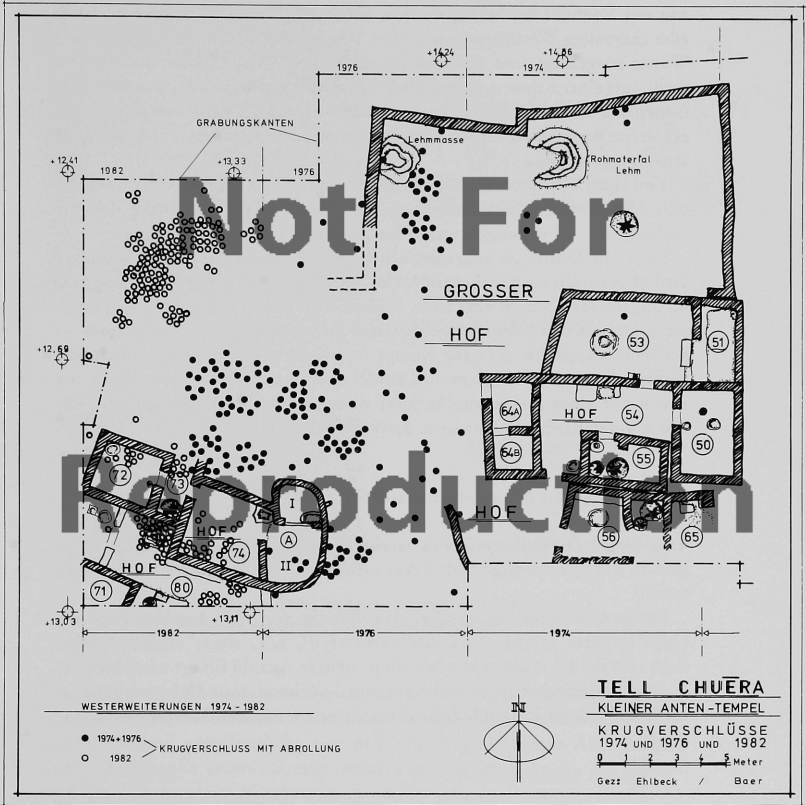 +14,24
+14,86
1976
1974
GRABUNGSKANTEN
Lehmmasse
Rohmaterial
Lehm
+12,41
1982
+13,33
1976
Not For
GROSSER
HOF
53
51
+12,69
64A
HOF
54
50
64B
55
72
73
Reproduction
I
HOF
HOF
A
74
56
65
II
HOF
71
80
+13,03
+13,11
1982
1976
1974
WESTERWEITERUNGEN 1974-1982
1974+1976
1982
KRUGVERSCHLUSS MIT ABROLLUNG
N
TELL CHUĒRA
KLEINER ANTEN-TEMPEL
KRUGVERSCHLÜSSE
1974 UND 1976 UND 1982
0 1 2 3 4 5 Meter
Gez: Ehlbeck / Baer